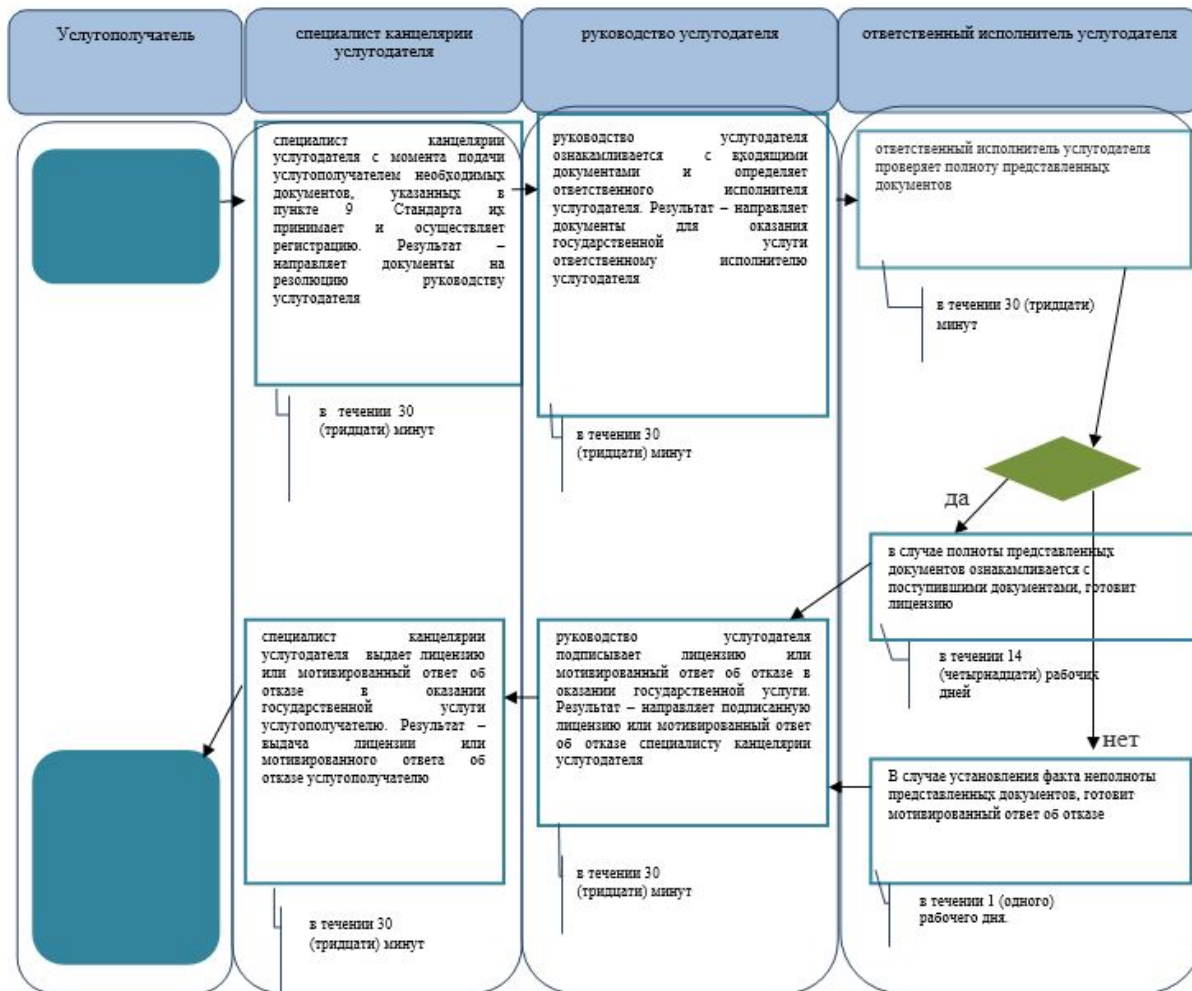 Услугополучатель
специалист канцелярии
услугодателя
руководство услугодателя
ответственный исполнитель услугодателя
специалист канцелярии
услугодателя с момента подачи
услугополучателем необходимых
документов, указанных в
пункте 9 Стандарта их
принимает и осуществляет
регистрацию. Результат –
направляет документы на
резолюцию руководству
услугодателя
в течении 30
(тридцати) минут
руководство услугодателя
ознакамливается с входящими
документами и определяет
ответственного исполнителя
услугодателя. Результат – направляет
документы для оказания
государственной услуги
ответственному исполнителю
услугодателя
в течении 30
(тридцати) минут
ответственный исполнитель услугодателя
проверяет полноту представленных
документов
в течении 30 (тридцати)
минут
да
в случае полноты представленных
документов ознакамливается с
поступившими документами, готовит
лицензию
в течении 14
(четырнадцати) рабочих
дней
нет
В случае установления факта неполноты
представленных документов, готовит
мотивированный ответ об отказе
в течении 1 (одного)
рабочего дня.
руководство услугодателя
подписывает лицензию или
мотивированный ответ об отказе в
оказании государственной услуги.
Результат – направляет подписанную
лицензию или мотивированный ответ
об отказе специалисту канцелярии
услугодателя
в течении 30
(тридцати) минут
специалист канцелярии
услугодателя выдает лицензию
или мотивированный ответ об
отказе в оказании
государственной услуги
услугополучателю. Результат –
выдача лицензии или
мотивированного ответа об
отказе услугополучателю
в течении 30
(тридцати) минут